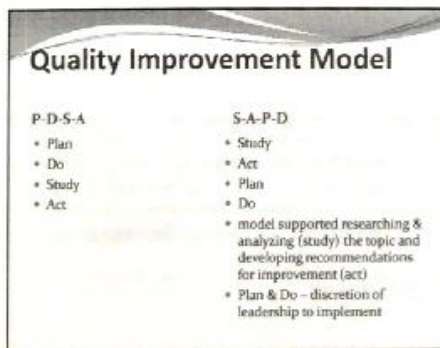 Quality Improvement Model
P-D-S-A
• Plan
• Do
• Study
• Act
S-A-P-D
• Study
• Act
• Plan
• Do
• model supported researching &
analyzing (study) the topic and
developing recommendations
for improvement (act)
• Plan & Do – discretion of
leadership to implement